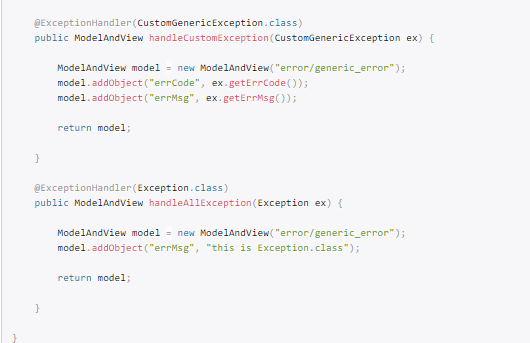 @ExceptionHandler(CustomGenericException.class)
public ModelAndView handleCustomException(CustomGenericException ex) {
ModelAndView model = new ModelAndView("error/generic_error");
model.addObject("errCode", ex.getErrCode());
model.addObject("errMsg", ex.getErrMsg());
return model;
}
@ExceptionHandler(Exception.class)
public ModelAndView handleAllException(Exception ex) {
ModelAndView model = new ModelAndView("error/generic_error");
model.addObject("errMsg", "this is Exception.class");
return model;
}
}